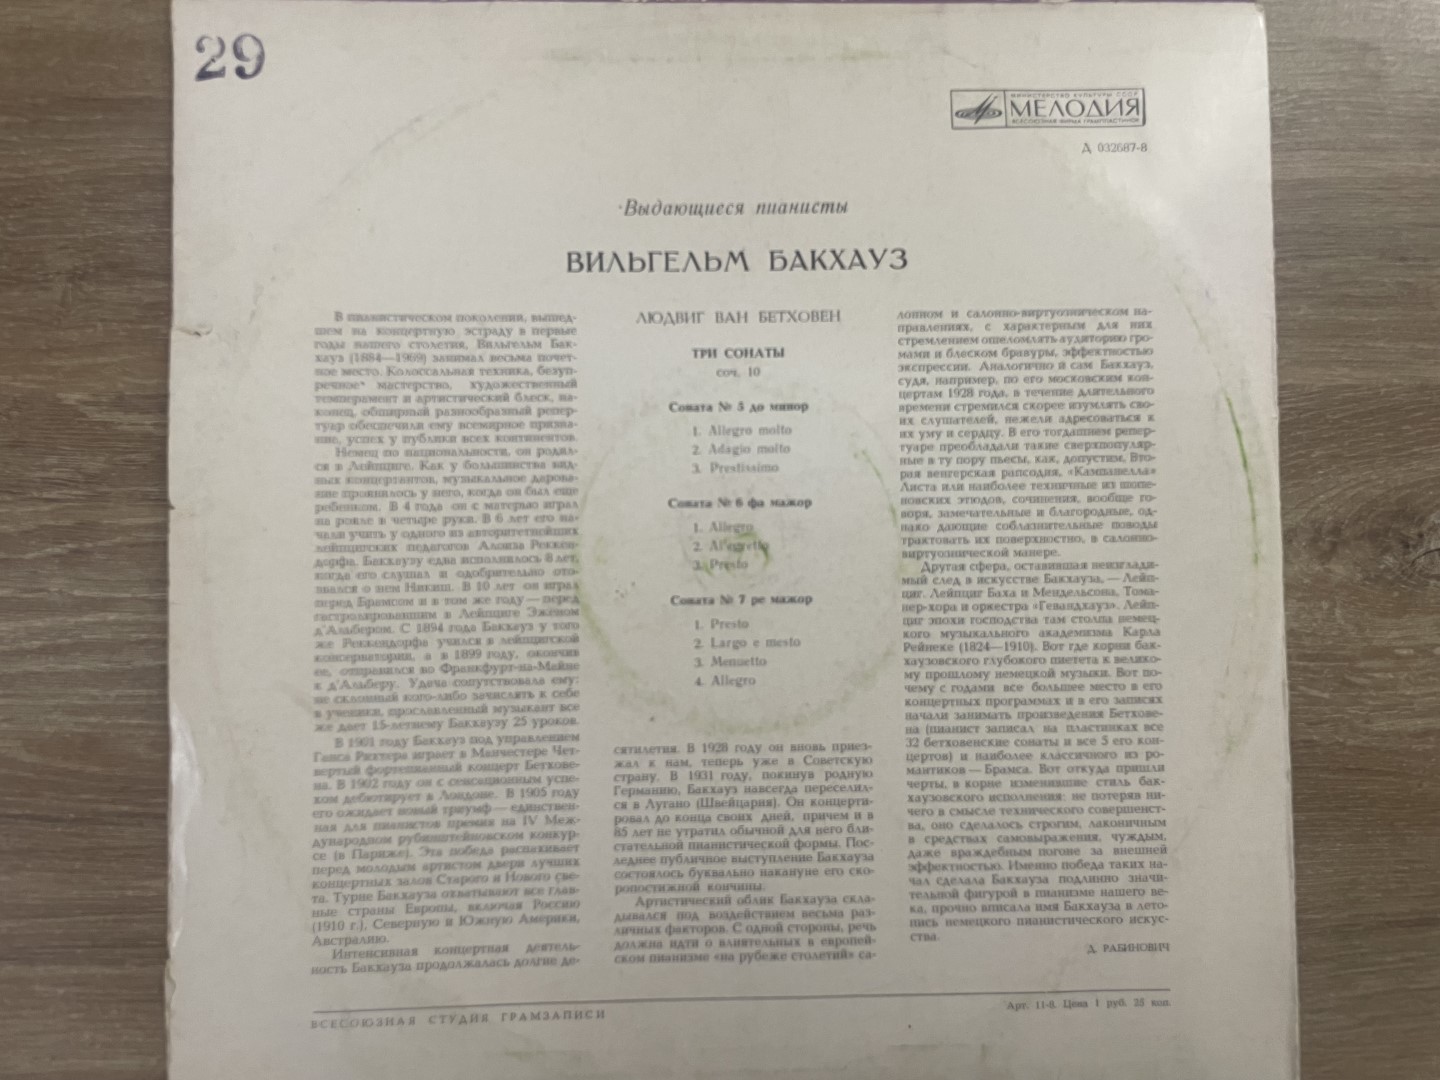 29
МИНИСТЕРСТВО КУЛЬТУРЫ СССР
МЕЛОДИЯ
ВСЕСОЮЗНАЯ ФИРМА ГРАМПЛАСТИНОК
Д 032687-8
Выдающиеся пианисты
ВИЛЬГЕЛЬМ БАКХАУЗ
В пианистическом поколении, вышед-
шем на концертную эстраду в первые
годы нашего столетия, Вильгельм Бак-
хауз (1884—1969) занимал весьма почет-
ное место. Колоссальная техника, безуп-
речное мастерство, художественный
темперамент и артистический блеск, на-
конец, обширный разнообразный репер-
туар обеспечили ему всемирное призна-
ние, успех у публики всех континентов.
Немец по национальности, он родил-
ся в Лейпциге. Как у большинства вид-
ных концертантов, музыкальное дарова-
ние проявилось у него, когда он был еще
ребенком. В 4 года он с матерью играл
на рояле в четыре руки. В 6 лет его на-
чали учить у одного из авторитетнейших
лейпцигских педагогов Алоиза Реккен-
дорфа. Бакхаузу едва исполнилось 8 лет,
когда его слушал и одобрительно ото-
звался о нем Никиш. В 10 лет он играл
перед Брамсом и в том же году — перед
гастролировавшим в Лейпциге Эженом
д'Альбером. С 1894 года Бакхауз у того
же Реккендорфа учился в лейпцигской
консерватории, а в 1899 году, окончив
ее, отправился во Франкфурт-на-Майне
к д'Альберу. Удача сопутствовала ему:
не склонный кого-либо зачислять к себе
в ученики, прославленный музыкант все
же дает 15-летнему Бакхаузу 25 уроков.
В 1901 году Бакхауз под управлением
Ганса Рихтера играет в Манчестере Чет-
вертый фортепианный концерт Бетхове-
на. В 1902 году он с сенсационным успе-
хом дебютирует в Лондоне. В 1905 году
его ожидает новый триумф — единствен-
ная для пианистов премия на IV Меж-
дународном рубинштейновском конкур-
се (в Париже). Эта победа распахивает
перед молодым артистом двери лучших
концертных залов Старого и Нового све-
та. Турне Бакхауза охватывают все глав-
ные страны Европы, включая Россию
(1910 г.), Северную и Южную Америки,
Австралию.
Интенсивная концертная деятель-
ность Бакхауза продолжалась долгие де-
ЛЮДВИГ ВАН БЕТХОВЕН
ТРИ СОНАТЫ
соч. 10
Соната № 5 до минор
1. Allegro molto
2. Adagio molto
3. Prestissimo
Соната № 6 фа мажор
1. Allegro
2. Allegretto
3. Presto
Соната № 7 ре мажор
1. Presto
2. Largo e mesto
3. Menuetto
4. Allegro
сятилетия. В 1928 году он вновь приез-
жал к нам, теперь уже в Советскую
страну. В 1931 году, покинув родную
Германию, Бакхауз навсегда переселил-
ся в Лугано (Швейцария). Он концерти-
ровал до конца своих дней, причем и в
85 лет не утратил обычной для него бли-
стательной пианистической формы. Пос-
леднее публичное выступление Бакхауза
состоялось буквально накануне его ско-
ропостижной кончины.
Артистический облик Бакхауза скла-
дывался под воздействием весьма раз-
личных факторов. С одной стороны, речь
должна идти о влиятельных в европей-
ском пианизме «на рубеже столетий» са-
лонном и салонно-виртуозническом на-
правлениях, с характерным для них
стремлением ошеломлять аудиторию гро-
мами и блеском бравуры, эффектностью
экспрессии. Аналогично и сам Бакхауз,
судя, например, по его московским кон-
цертам 1928 года, в течение длительного
времени стремился скорее изумлять сво-
их слушателей, нежели адресоваться к
их уму и сердцу. В его тогдашнем репер-
туаре преобладали такие сверхпопуляр-
ные в ту пору пьесы, как, допустим, Вто-
рая венгерская рапсодия, «Кампанелла»
Листа или наиболее техничные из шопе-
новских этюдов, сочинения, вообще го-
воря, замечательные и благородные, од-
нако дающие соблазнительные поводы
трактовать их поверхностно, в салонно-
виртуознической манере.
Другая сфера, оставившая неизглади-
мый след в искусстве Бакхауза, — Лейп-
циг. Лейпциг Баха и Мендельсона, Тома-
нер-хора и оркестра «Гевандхауз». Лейп-
циг эпохи господства там столпа немец-
кого музыкального академизма Карла
Рейнеке (1824—1910). Вот где корни бак-
хаузовского глубокого пиетета к велико-
му прошлому немецкой музыки. Вот по-
чему с годами все большее место в его
концертных программах и в его записях
начали занимать произведения Бетхове-
на (пианист записал на пластинках все
32 бетховенские сонаты и все 5 его кон-
цертов) и наиболее классичного из ро-
мантиков — Брамса. Вот откуда пришли
черты, в корне изменившие стиль бак-
хаузовского исполнения: не потеряв ни-
чего в смысле технического совершенст-
ва, оно сделалось строгим, лаконичным
в средствах самовыражения, чуждым,
даже враждебным погоне за внешней
эффектностью. Именно победа таких на-
чал сделала Бакхауза подлинно значи-
тельной фигурой в пианизме нашего ве-
ка, прочно вписала имя Бакхауза в лето-
пись немецкого пианистического искус-
ства.
Д. РАБИНОВИЧ
ВСЕСОЮЗНАЯ СТУДИЯ ГРАМЗАПИСИ
Арт. 11-8. Цена 1 руб. 25 коп.